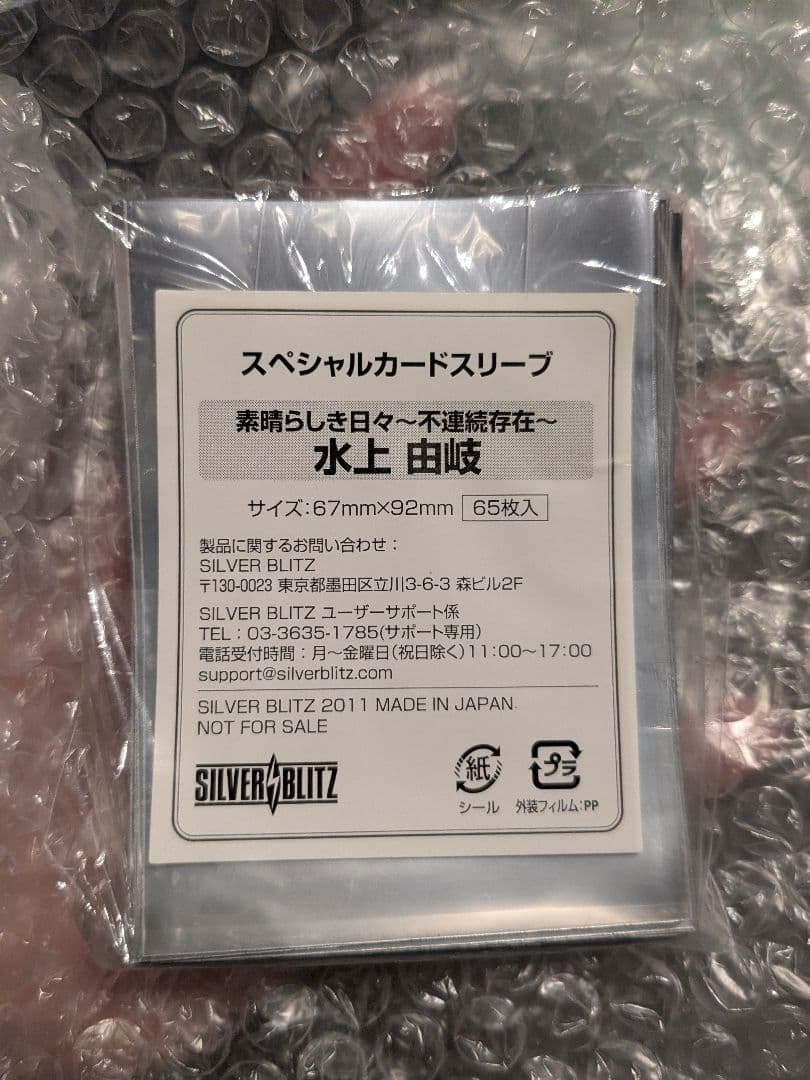 スペシャルカードスリーブ
素晴らしき日々～不連続存在～
水上 由岐
サイズ:67mm×92mm 65枚入
製品に関するお問い合わせ：
SILVER BLITZ
〒130-0023 東京都墨田区立川3-6-3 森ビル2F
SILVER BLITZ ユーザーサポート係
TEL：03-3635-1785(サポート専用)
電話受付時間：月～金曜日(祝日除く)11:00～17:00
support@silverblitz.com
SILVER BLITZ 2011 MADE IN JAPAN
NOT FOR SALE
SILVER BLITZ
紙
シール
プラ
外装フィルム:PP